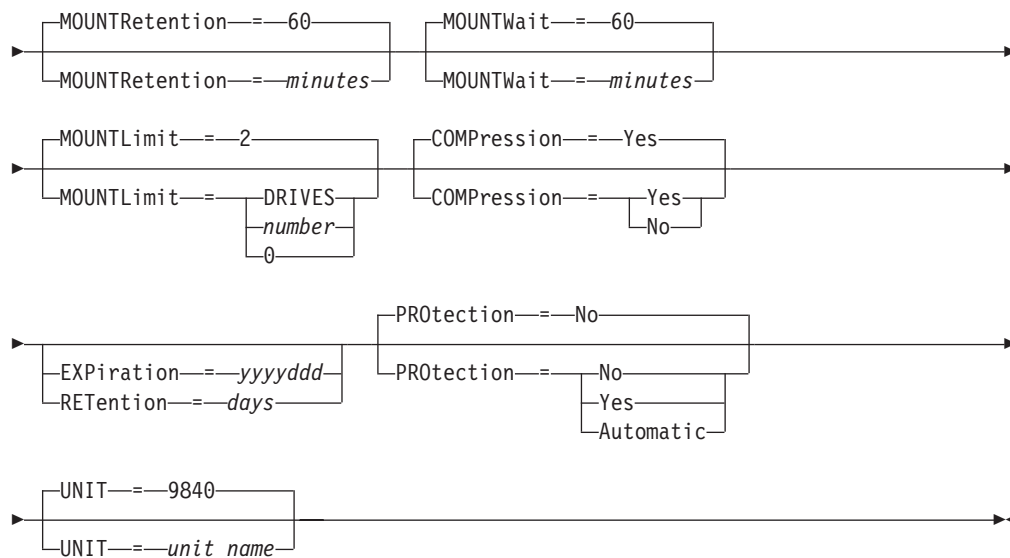 MOUNTRetention = 60 MOUNTWait = 60
MOUNTRetention = minutes MOUNTWait = minutes
MOUNTLimit = 2 COMPression = Yes
MOUNTLimit = DRIVES COMPression = Yes
number No
0
PROtection = No
EXPiration = yyyyddd PROtection = No
RETention = days Yes
Automatic
UNIT = 9840
UNIT = unit name